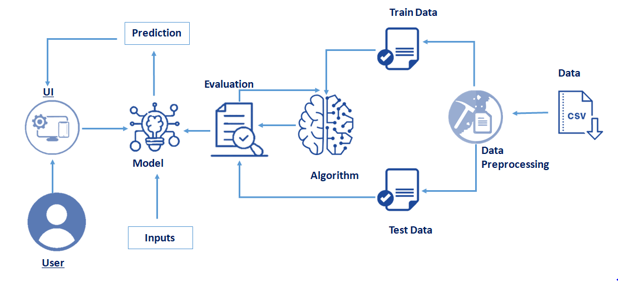 Train Data
Prediction
Data
UI
Evaluation
CSV
Data
Preprocessing
Model
Algorithm
Inputs
Test Data
User